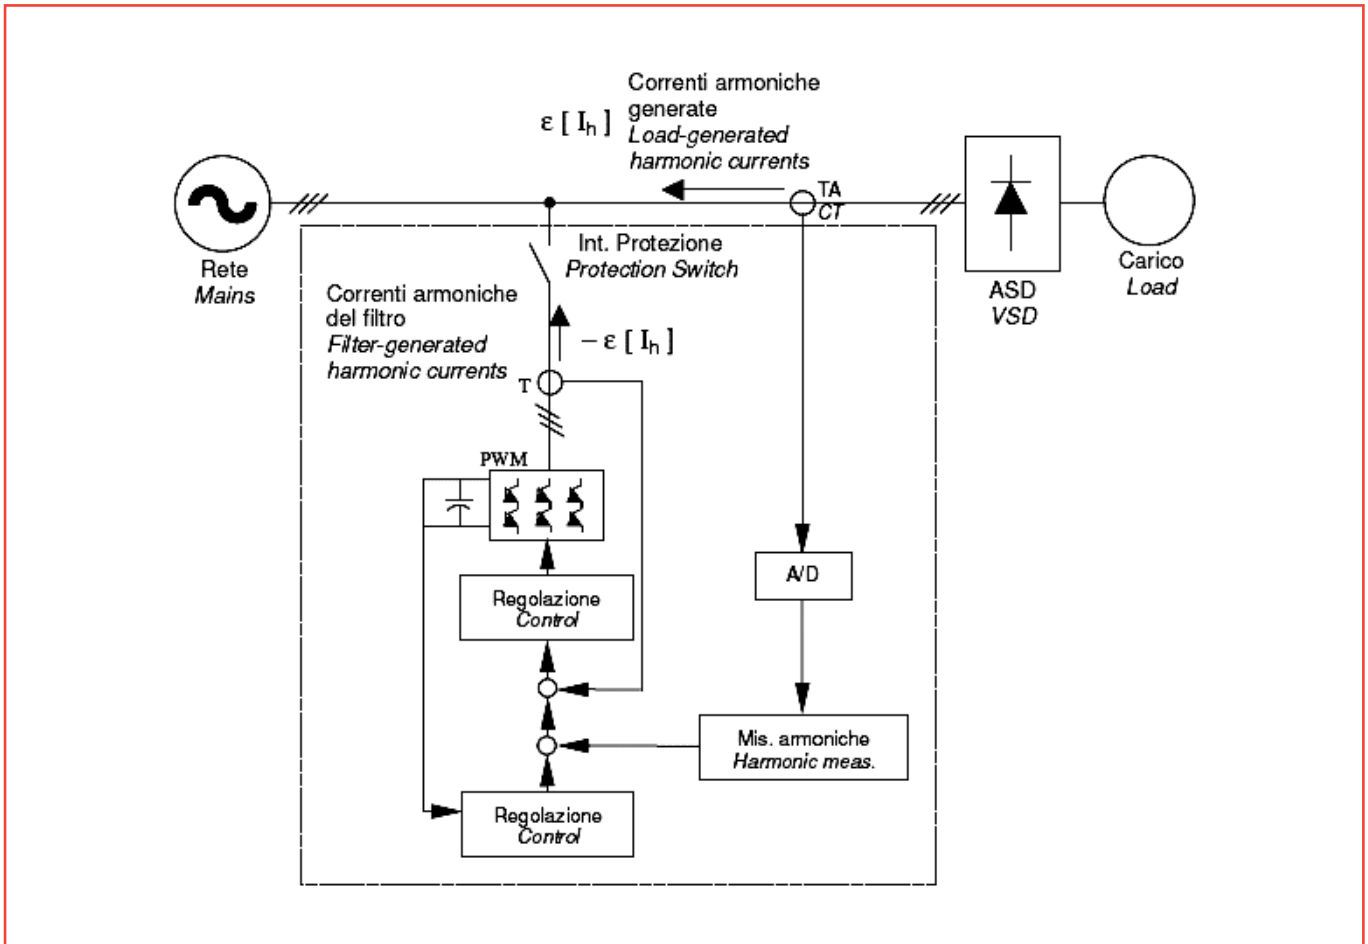 Correnti armoniche
generate
ε [ Ih ]
Load-generated
harmonic currents
TA
CT
Rete
Mains
Int. Protezione
Protection Switch
ASD
VSD
Carico
Load
Correnti armoniche
del filtro
Filter-generated
harmonic currents
– ε [ Ih ]
T
PWM
A/D
Regolazione
Control
Mis. armoniche
Harmonic meas.
Regolazione
Control